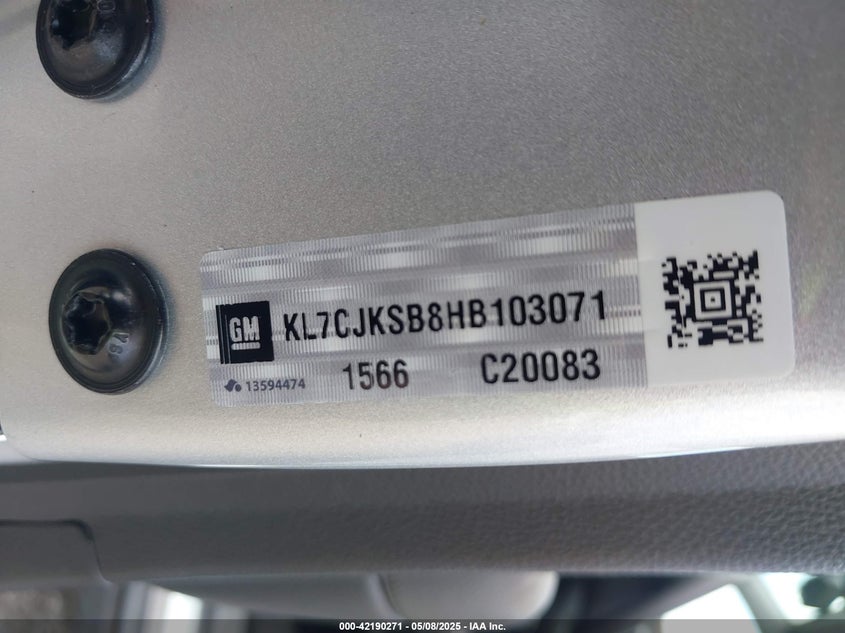 GM
KL7CJKSB8HB103071
13594474 1566 C20083
000-42190271 - 05/08/2025 - IAA Inc.